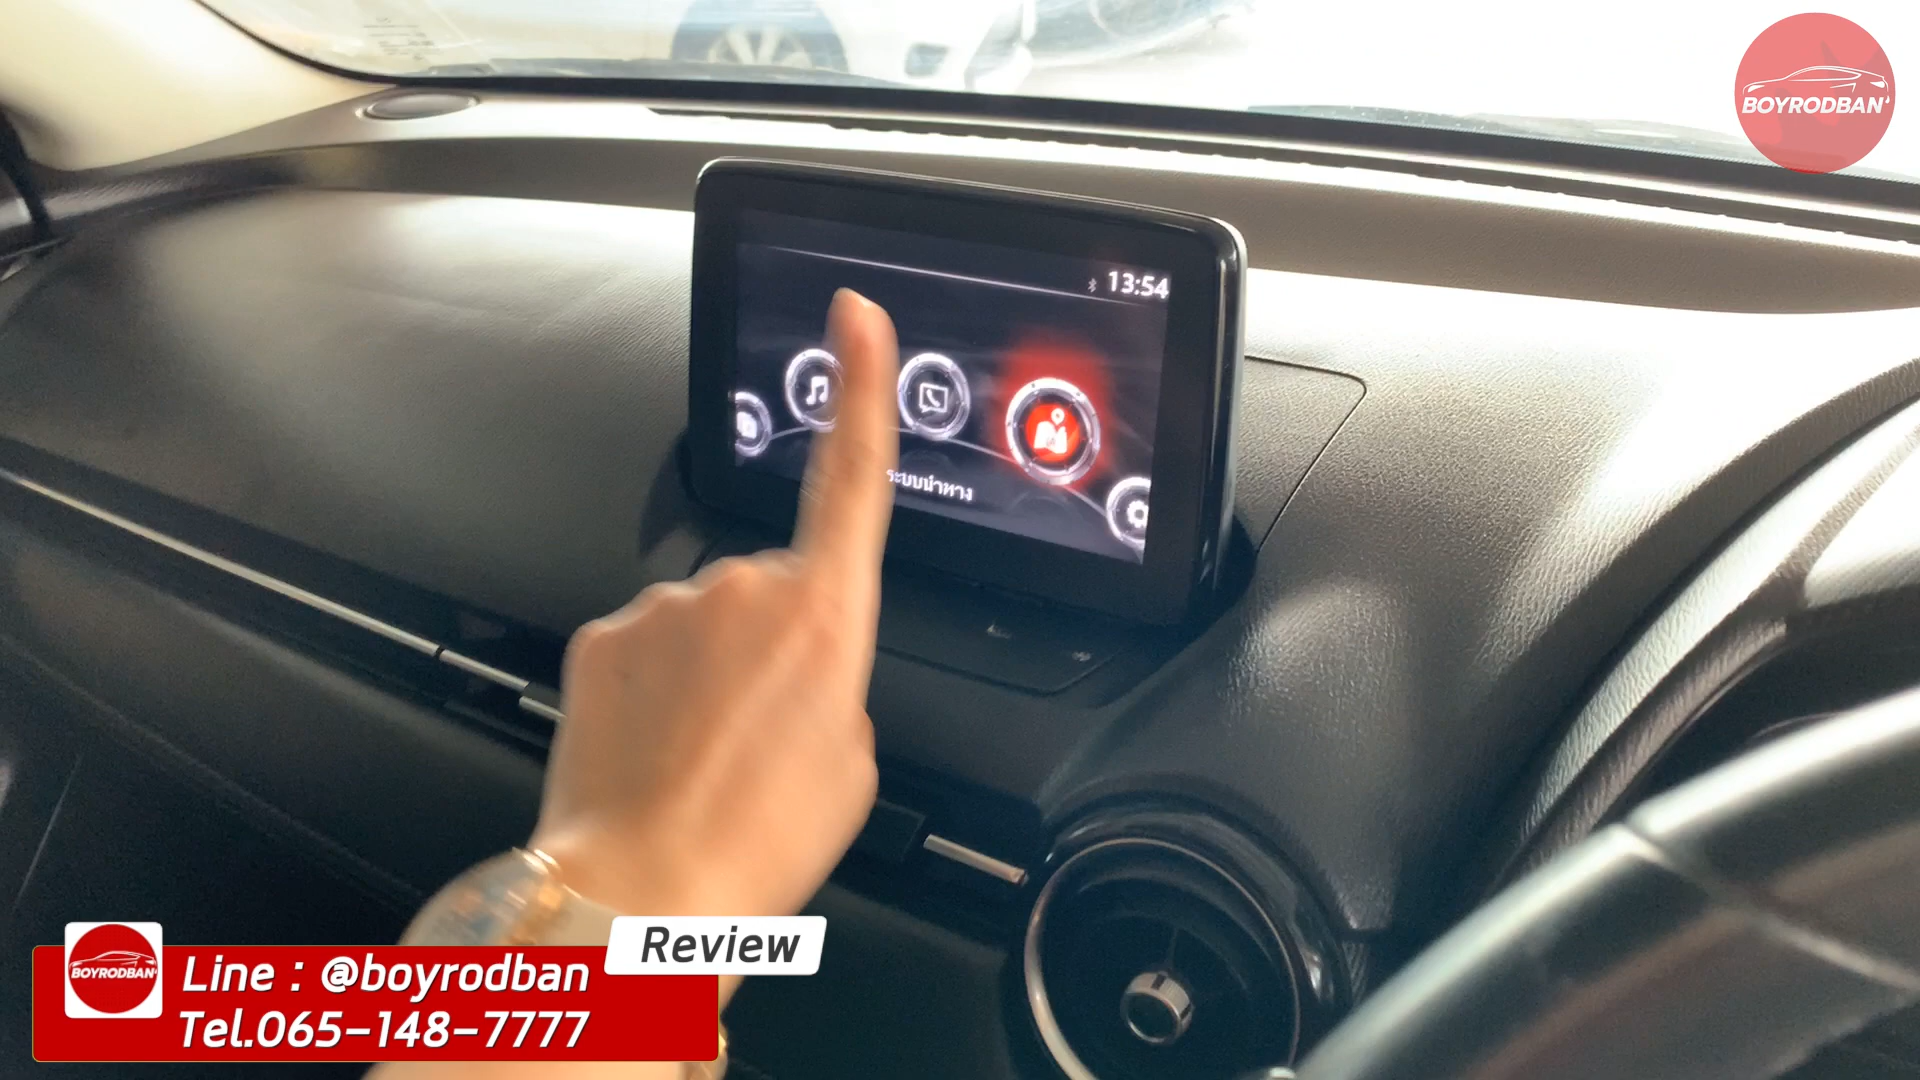 BOYRODBAN
13:54
ระบบนำทาง
Review
BOYRODBAN
Line : @boyrodban
Tel.065-148-7777